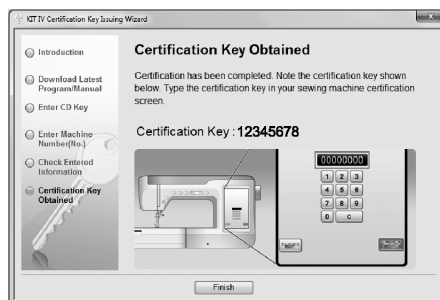 KIT IV Certification Key Issuing Wizard
Introduction
Download Latest
Program/Manual
Enter CD Key
Enter Machine
Number(No.)
Check Entered
Information
Certification Key
Obtained
Certification Key Obtained
Certification has been completed. Note the certification key shown
below. Type the certification key in your sewing machine certification
screen.
Certification Key : 12345678
00000000
1 2 3
4 5 6
7 8 9
0 C
Finish